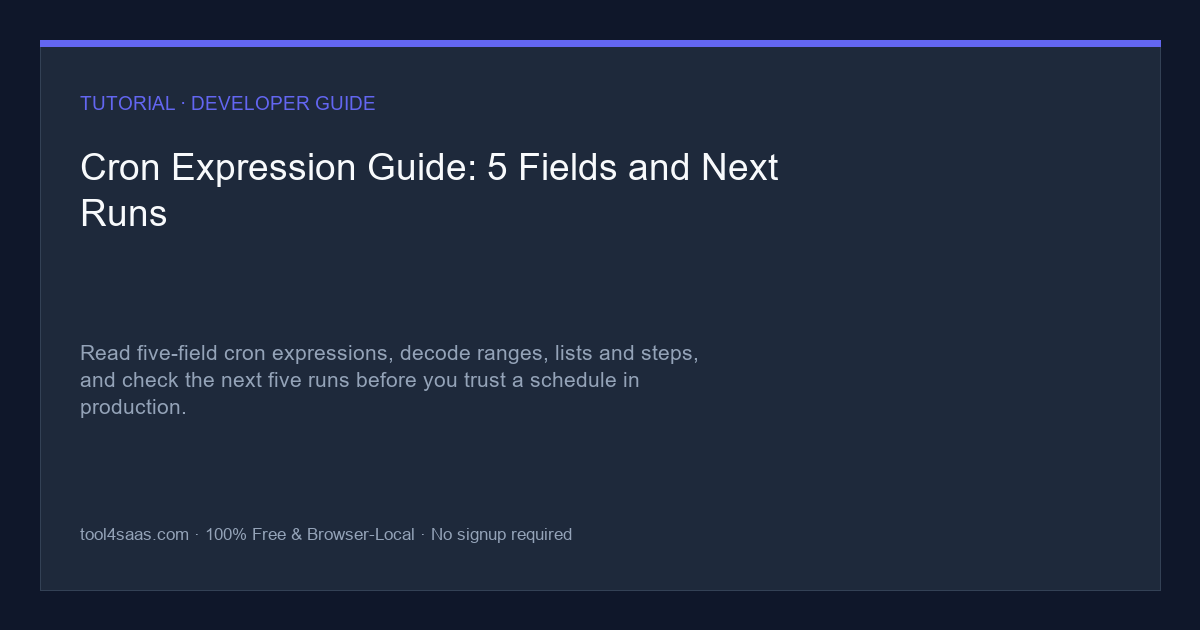 TUTORIAL · DEVELOPER GUIDE
Cron Expression Guide: 5 Fields and Next
Runs
Read five-field cron expressions, decode ranges, lists and steps,
and check the next five runs before you trust a schedule in
production.
tool4saas.com · 100% Free & Browser-Local · No signup required